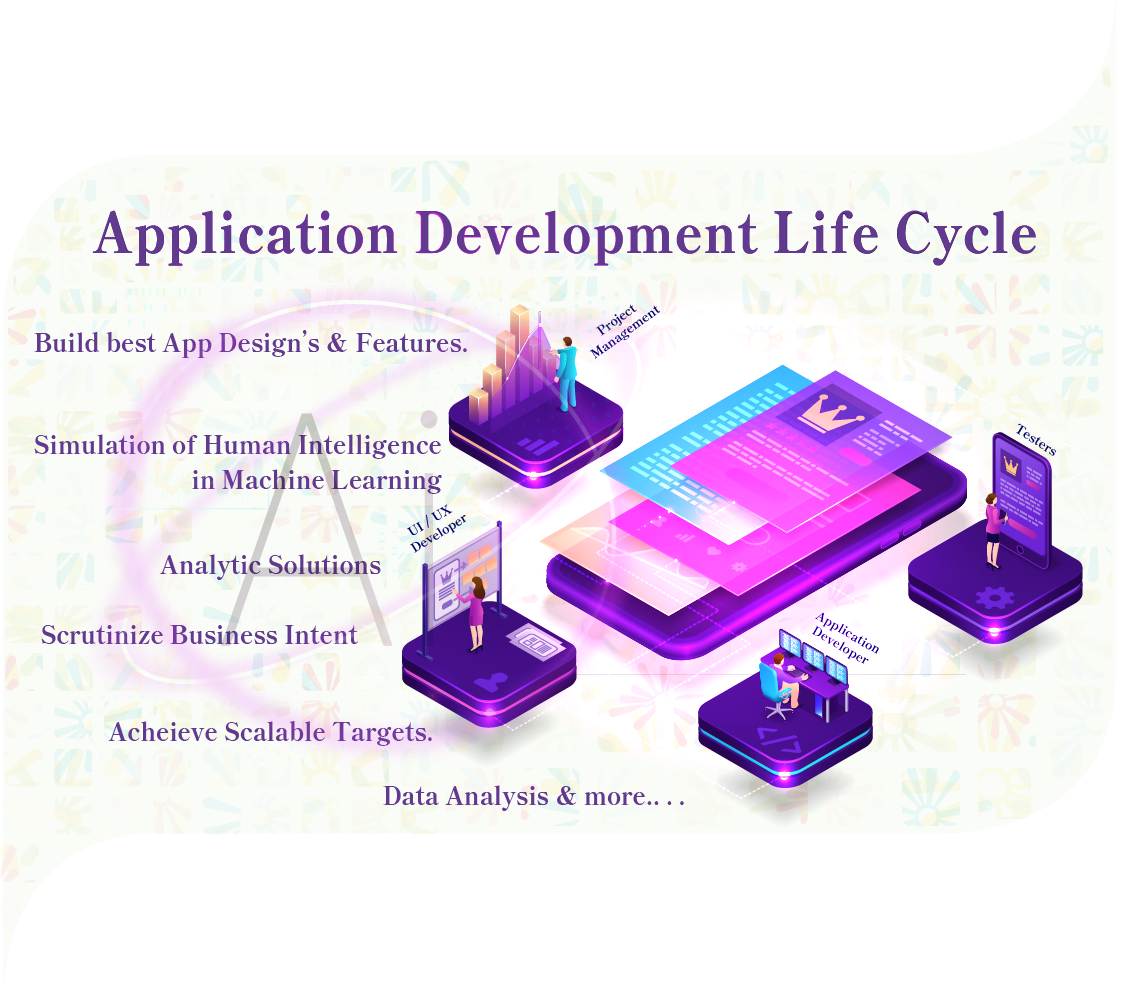 Application Development Life Cycle
Build best App Design's & Features.
Project
Management
Simulation of Human Intelligence
in Machine Learning
Testers
UI / UX
Developer
Analytic Solutions
Scrutinize Business Intent
Application
Developer
Acheieve Scalable Targets.
Data Analysis & more.. . .
Ai